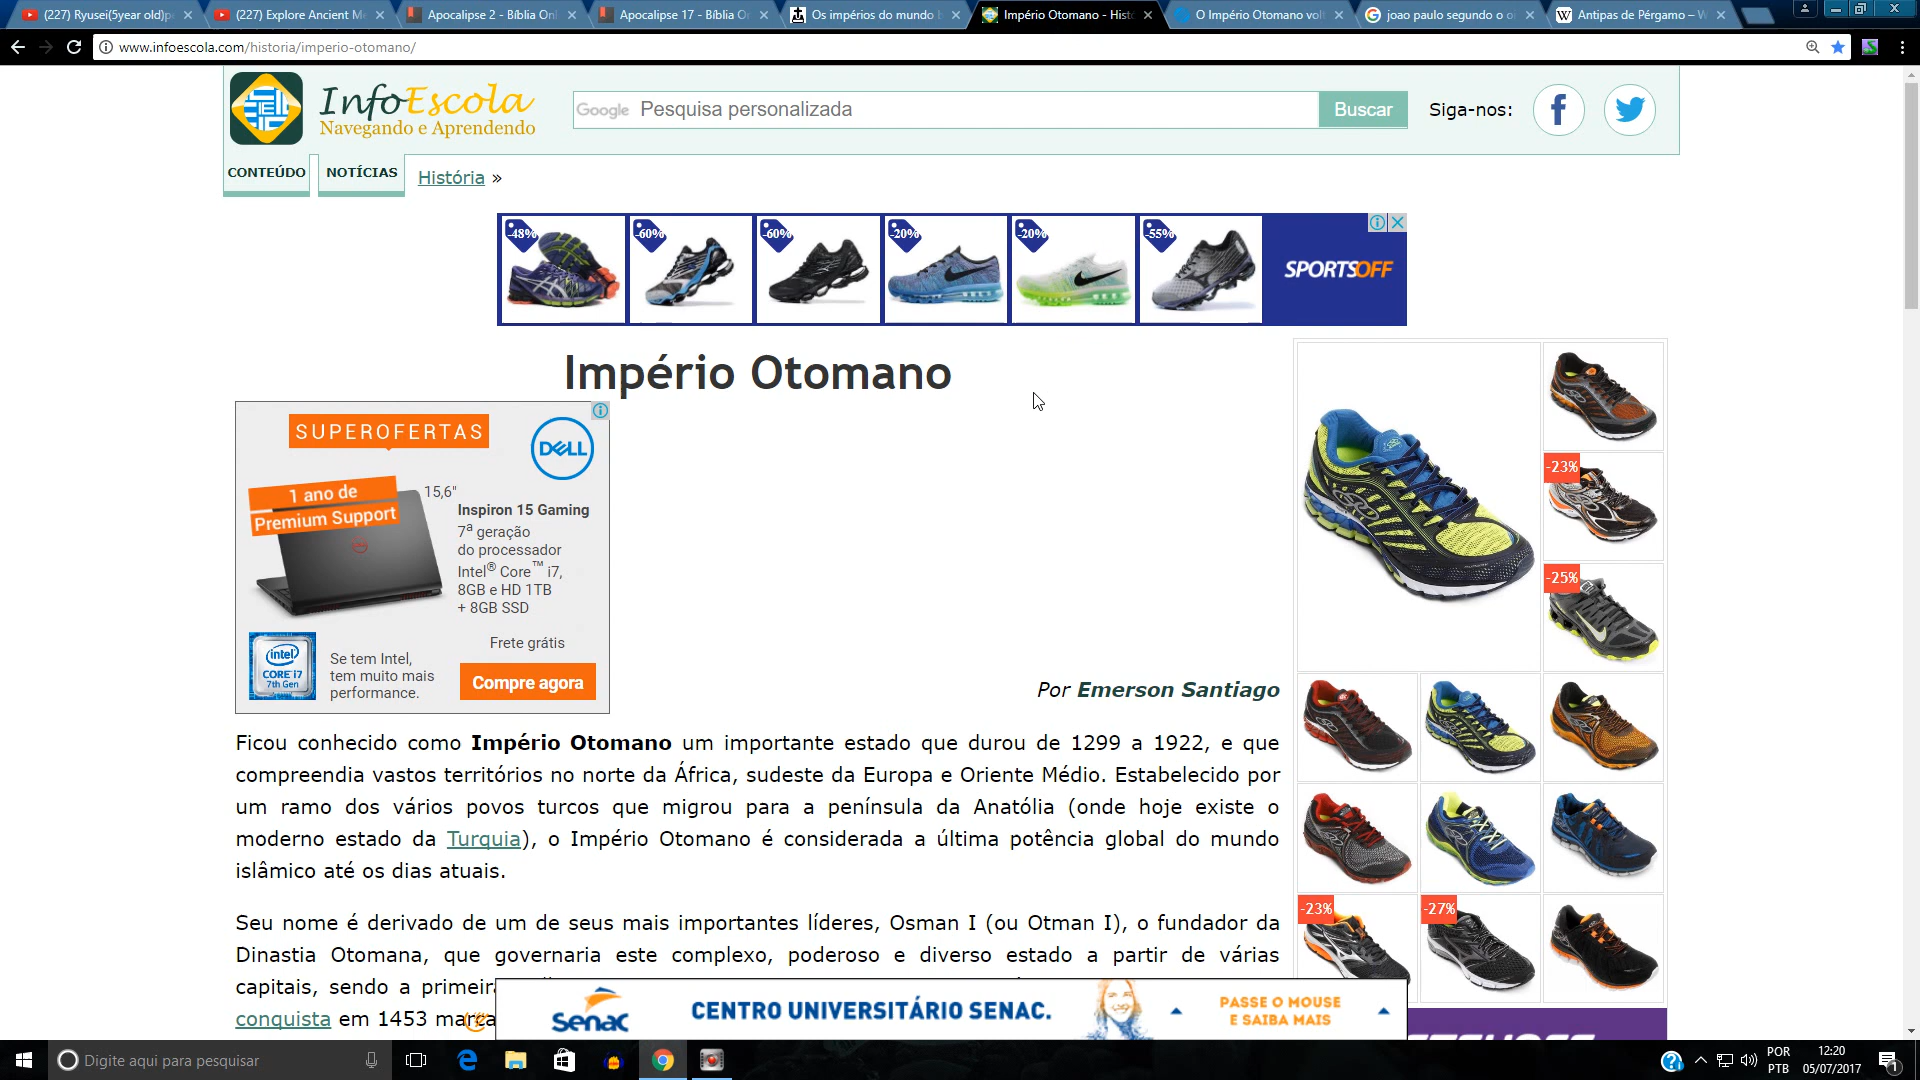 (227) Ryusei(5year old)p
(227) Explore Ancient Me
Apocalipse 2 - Bíblia Onl
Apocalipse 17 - Bíblia O
Os impérios do mundo b
Império Otomano - Histó
O Império Otomano vol
joao paulo segundo o o
Antipas de Pérgamo – W
www.infoescola.com/historia/imperio-otomano/
InfoEscola
Navegando e Aprendendo
Google Pesquisa personalizada
Buscar
Siga-nos:
CONTEÚDO
NOTÍCIAS
História »
-48%
-60%
-60%
-20%
-20%
-55%
SPORTSOFF
Império Otomano
SUPEROFERTAS
DELL
1 ano de
Premium Support
15,6"
Inspiron 15 Gaming
7ª geração
do processador
Intel® Core™ i7,
8GB e HD 1TB
+ 8GB SSD
Frete grátis
intel
CORE i7
7th Gen
Se tem Intel,
tem muito mais
performance.
Compre agora
-23%
-25%
Por Emerson Santiago
Ficou conhecido como Império Otomano um importante estado que durou de 1299 a 1922, e que
compreendia vastos territórios no norte da África, sudeste da Europa e Oriente Médio. Estabelecido por
um ramo dos vários povos turcos que migrou para a península da Anatólia (onde hoje existe o
moderno estado da Turquia), o Império Otomano é considerada a última potência global do mundo
islâmico até os dias atuais.
Seu nome é derivado de um de seus mais importantes líderes, Osman I (ou Otman I), o fundador da
Dinastia Otomana, que governaria este complexo, poderoso e diverso estado a partir de várias
capitais, sendo a primeira
conquista em 1453 marca
-23%
-27%
Senac
CENTRO UNIVERSITÁRIO SENAC.
PASSE O MOUSE
E SAIBA MAIS
Digite aqui para pesquisar
POR
PTB
12:20
05/07/2017
1